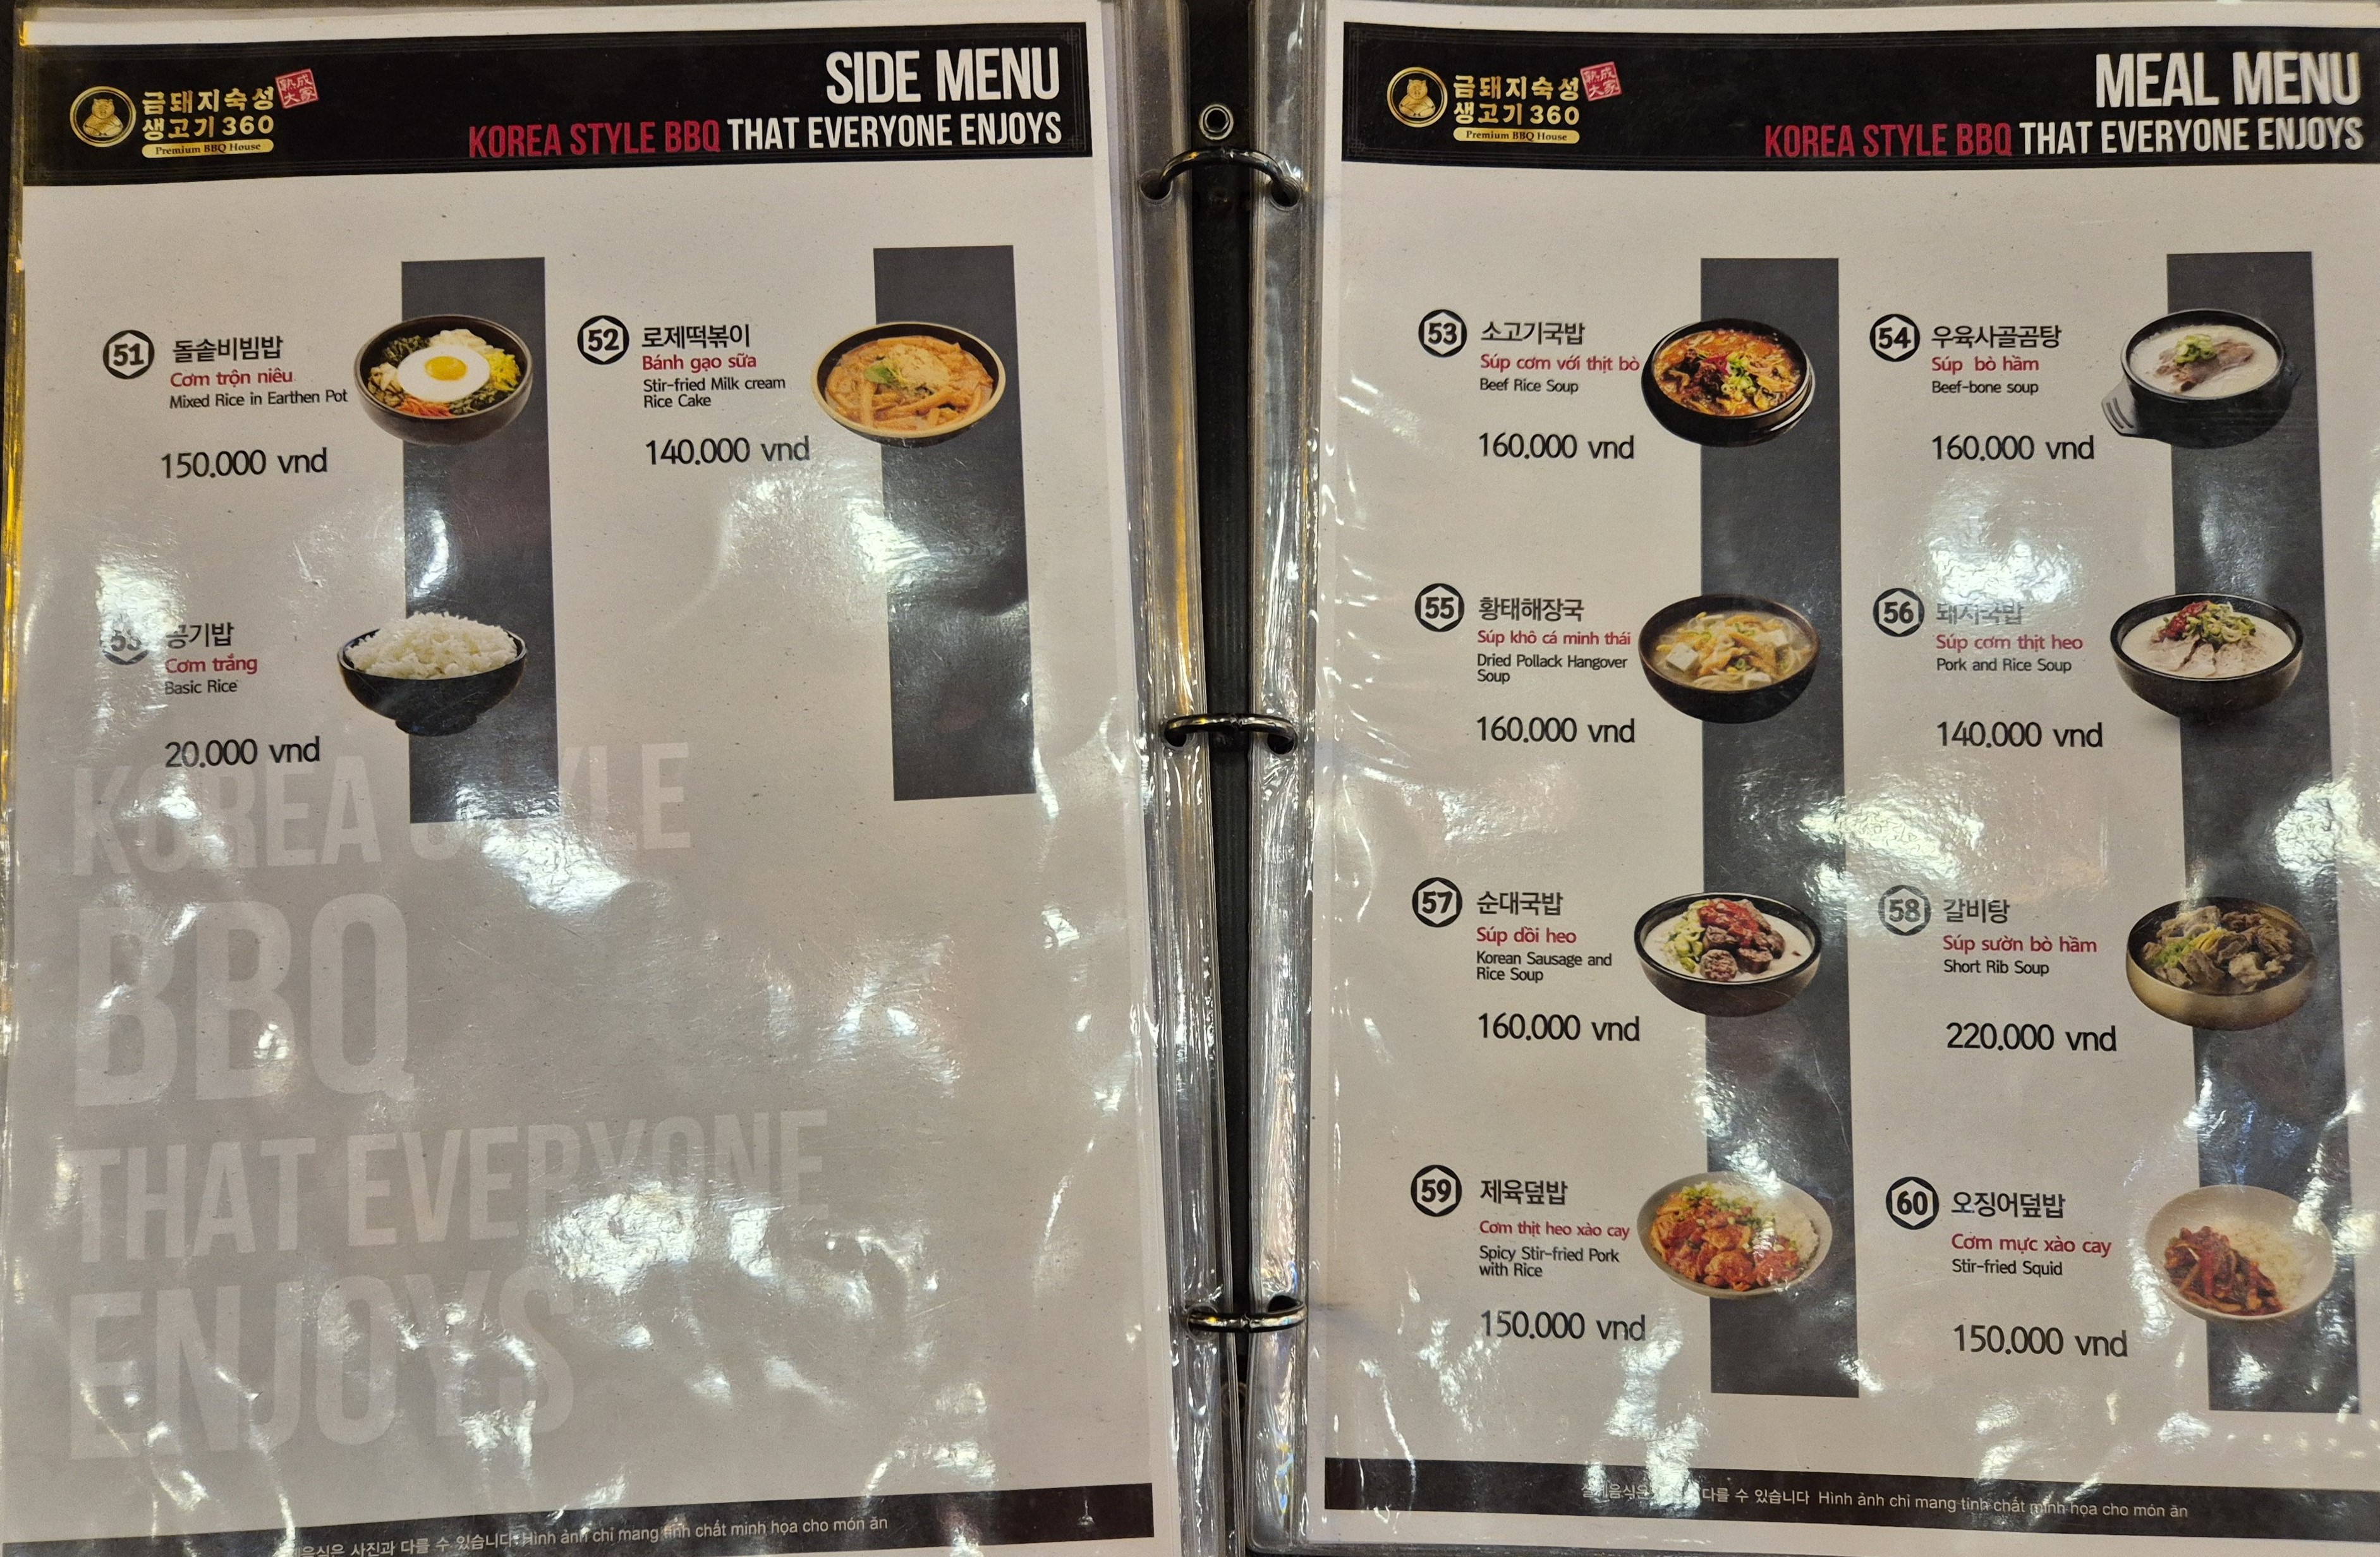 금돼지숙성
생고기 360
Premium BBQ House
熟成
大家
SIDE MENU
KOREA STYLE BBQ THAT EVERYONE ENJOYS
51 돌솥비빔밥
Cơm trộn niêu
Mixed Rice in Earthen Pot
150.000 vnd
52 로제떡볶이
Bánh gạo sữa
Stir-fried Milk cream
Rice Cake
140.000 vnd
53 공기밥
Cơm trắng
Basic Rice
20.000 vnd
KOREA STYLE
BBQ
THAT EVERYONE
ENJOYS
사진과 다를 수 있습니다. Hình ảnh chỉ mang tính chất minh họa cho món ăn
금돼지숙성
생고기 360
Premium BBQ House
熟成
大家
MEAL MENU
KOREA STYLE BBQ THAT EVERYONE ENJOYS
53 소고기국밥
Súp cơm với thịt bò
Beef Rice Soup
160.000 vnd
54 우육사골곰탕
Súp bò hầm
Beef-bone soup
160.000 vnd
55 황태해장국
Súp khô cá minh thái
Dried Pollack Hangover
Soup
160.000 vnd
56 돼지국밥
Súp cơm thịt heo
Pork and Rice Soup
140.000 vnd
57 순대국밥
Súp dồi heo
Korean Sausage and
Rice Soup
160.000 vnd
58 갈비탕
Súp sườn bò hầm
Short Rib Soup
220.000 vnd
59 제육덮밥
Cơm thịt heo xào cay
Spicy Stir-fried Pork
with Rice
150.000 vnd
60 오징어덮밥
Cơm mực xào cay
Stir-fried Squid
150.000 vnd
다를 수 있습니다 Hình ảnh chỉ mang tính chất minh họa cho món ăn